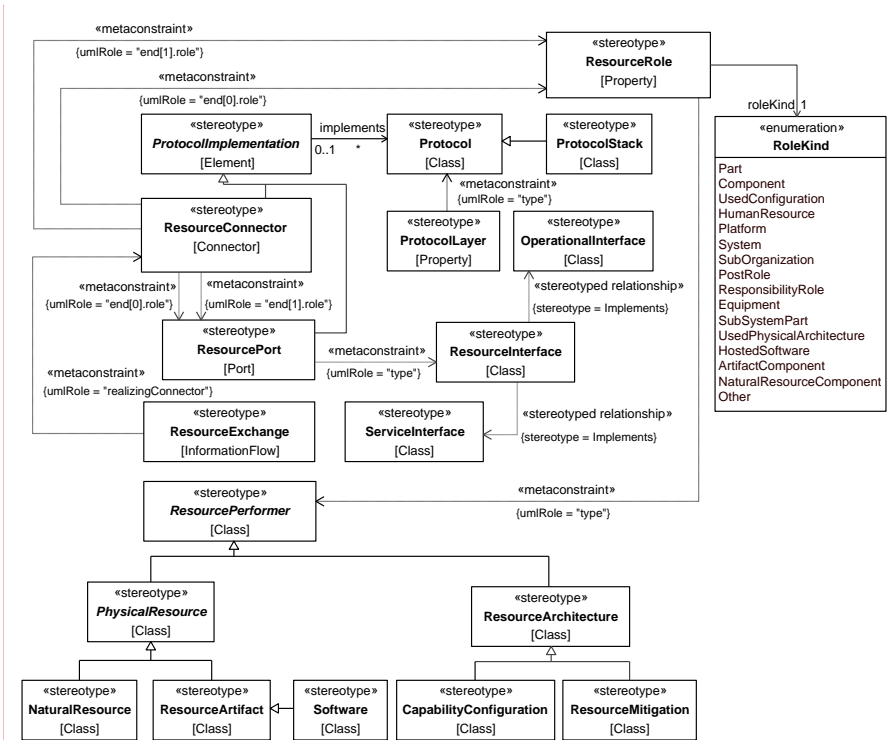 «metaconstraint»
{umlRole = "end[1].role"}
«metaconstraint»
{umlRole = "end[0].role"}
«stereotype»
ResourceRole
[Property]
roleKind 1
«enumeration»
RoleKind
Part
Component
UsedConfiguration
HumanResource
Platform
System
SubOrganization
PostRole
ResponsibilityRole
Equipment
SubSystemPart
UsedPhysicalArchitecture
HostedSoftware
ArtifactComponent
NaturalResourceComponent
Other
«stereotype»
ProtocolImplementation
[Element]
implements
0..1 *
«stereotype»
Protocol
[Class]
«stereotype»
ProtocolStack
[Class]
«metaconstraint»
{umlRole = "type"}
«stereotype»
ResourceConnector
[Connector]
«stereotype»
ProtocolLayer
[Property]
«stereotype»
OperationalInterface
[Class]
«metaconstraint»
{umlRole = "end[0].role"}
«metaconstraint»
{umlRole = "end[1].role"}
«stereotyped relationship»
{stereotype = Implements}
«stereotype»
ResourcePort
[Port]
«metaconstraint»
{umlRole = "type"}
«stereotype»
ResourceInterface
[Class]
«metaconstraint»
{umlRole = "realizingConnector"}
«stereotype»
ResourceExchange
[InformationFlow]
«stereotype»
ServiceInterface
[Class]
«stereotyped relationship»
{stereotype = Implements}
«stereotype»
ResourcePerformer
[Class]
«metaconstraint»
{umlRole = "type"}
«stereotype»
PhysicalResource
[Class]
«stereotype»
ResourceArchitecture
[Class]
«stereotype»
NaturalResource
[Class]
«stereotype»
ResourceArtifact
[Class]
«stereotype»
Software
[Class]
«stereotype»
CapabilityConfiguration
[Class]
«stereotype»
ResourceMitigation
[Class]